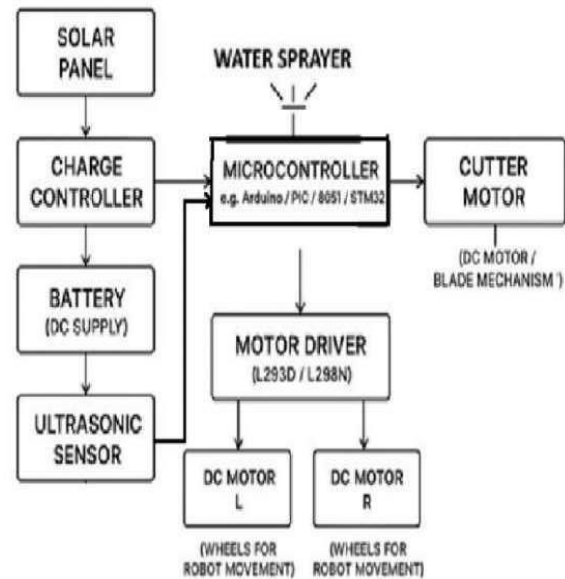 SOLAR
PANEL
WATER SPRAYER
CHARGE
CONTROLLER
MICROCONTROLLER
e.g. Arduino / PIC / 8051 / STM32
CUTTER
MOTOR
(DC MOTOR /
BLADE MECHANISM ')
BATTERY
(DC SUPPLY)
MOTOR DRIVER
(L293D / L298N)
ULTRASONIC
SENSOR
DC MOTOR
L
(WHEELS FOR
ROBOT MOVEMENT)
DC MOTOR
R
(WHEELS FOR
ROBOT MOVEMENT)